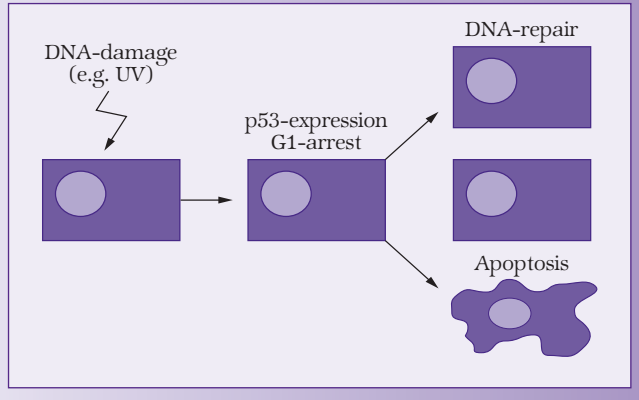 DNA-damage
(e.g. UV)
p53-expression
G1-arrest
DNA-repair
Apoptosis